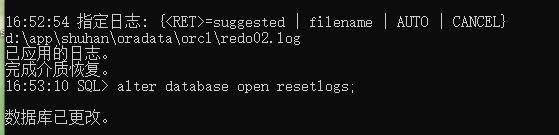 16:52:54 指定日志: {<RET>=suggested | filename | AUTO | CANCEL}
d:\app\shuhan\oradata\orcl\redo02.log
已应用的日志。
完成介质恢复。
16:53:10 SQL> alter database open resetlogs;
数据库已更改。